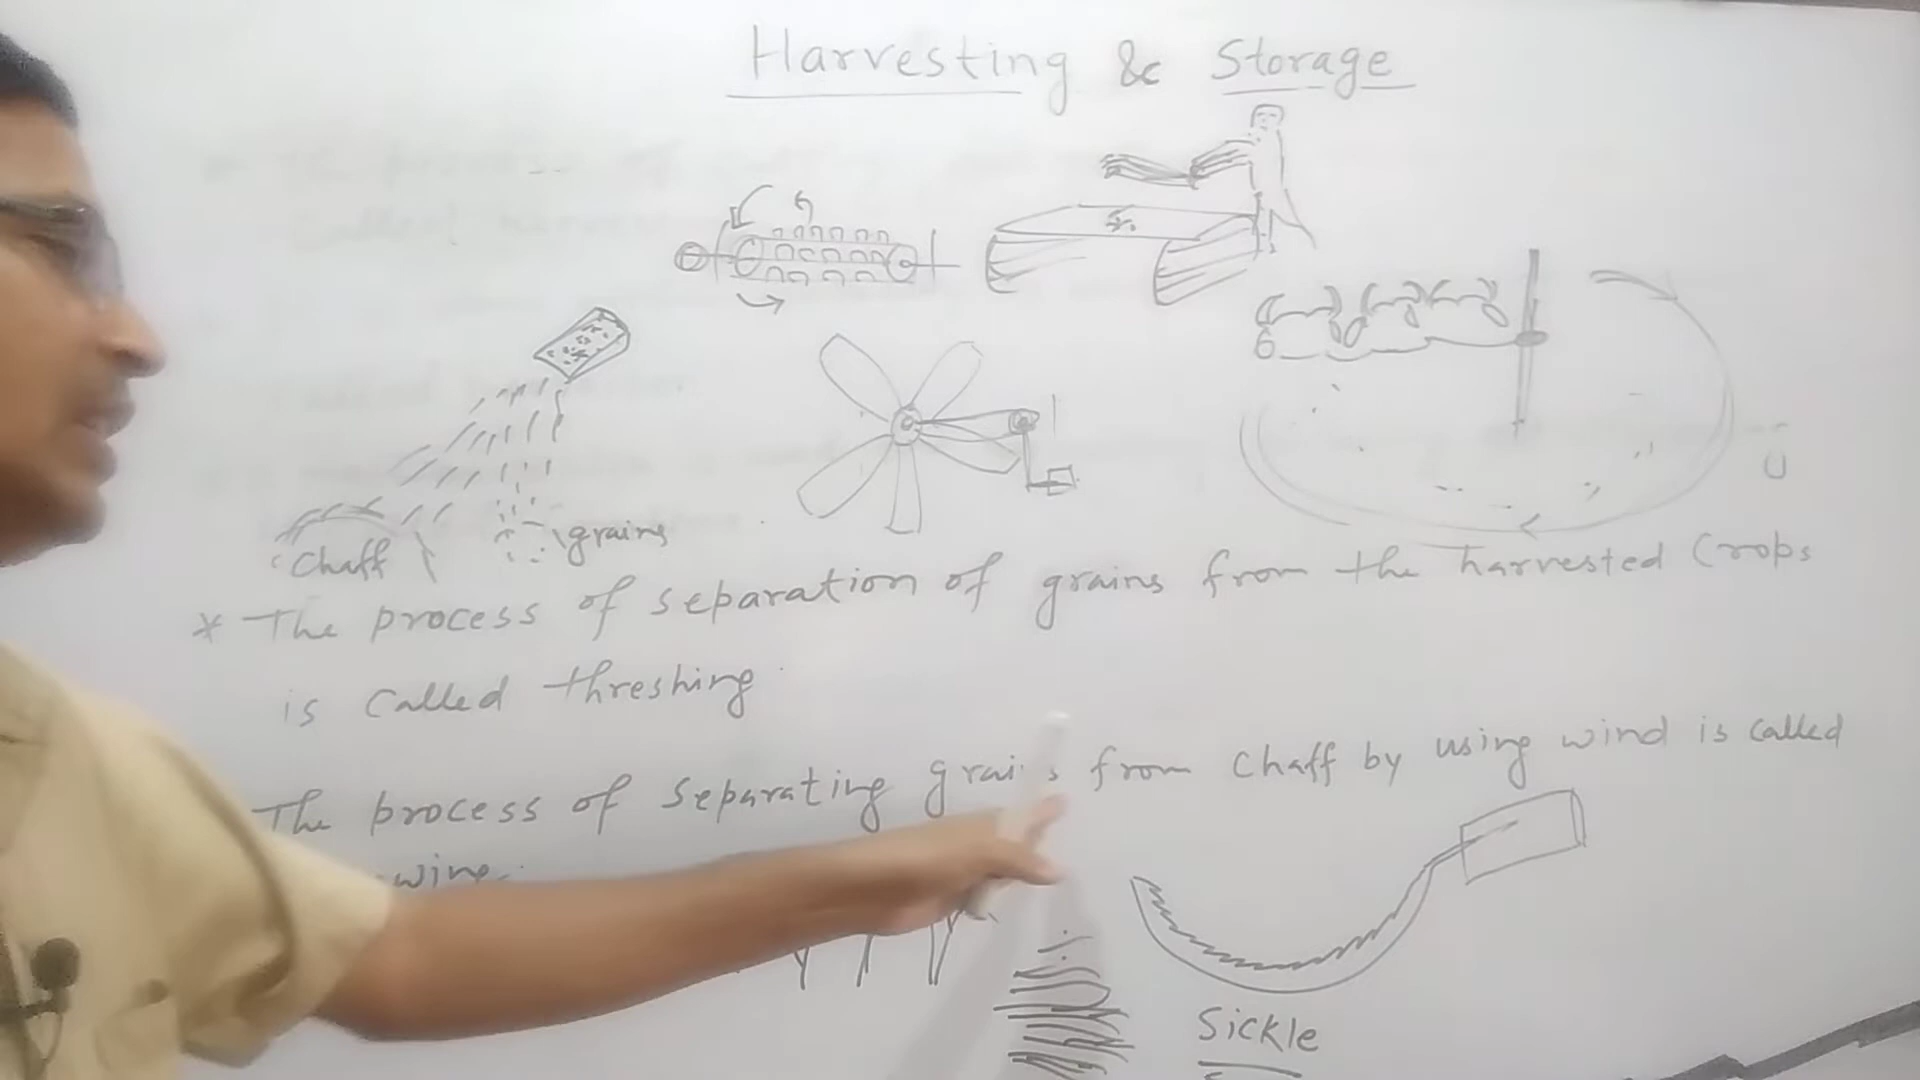 Harvesting & Storage
Chaff
grains
* The process of separation of grains from the harvested Crops
is called threshing
The process of separating grains from chaff by using wind is called
Sickle